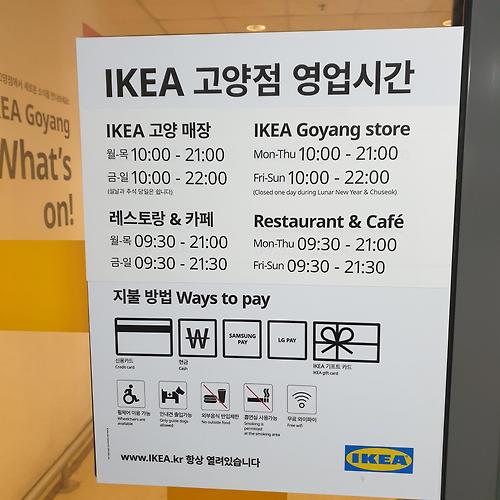 IKEA 고양점 영업시간
IKEA 고양 매장
월-목 10:00 - 21:00
금-일 10:00 - 22:00
(설날과 추석 당일은 쉽니다)
IKEA Goyang store
Mon-Thu 10:00 - 21:00
Fri-Sun 10:00 - 22:00
(Closed one day during Lunar New Year & Chuseok)
레스토랑 & 카페
월-목 09:30 - 21:00
금-일 09:30 - 21:30
Restaurant & Café
Mon-Thu 09:30 - 21:00
Fri-Sun 09:30 - 21:30
지불 방법 Ways to pay
SAMSUNG
PAY
LG PAY
신용카드
Credit card
현금
Cash
IKEA 기프트 카드
IKEA gift card
휠체어 이용 가능
Wheelchairs are
available
안내견 출입가능
Only guide dogs
allowed
외부음식 반입제한
No outside food
흡연실 사용가능
Smoking is
permitted
at the smoking area
무료 와이파이
Free wifi
www.IKEA.kr 항상 열려있습니다
IKEA
EA Goyang
What's
on!